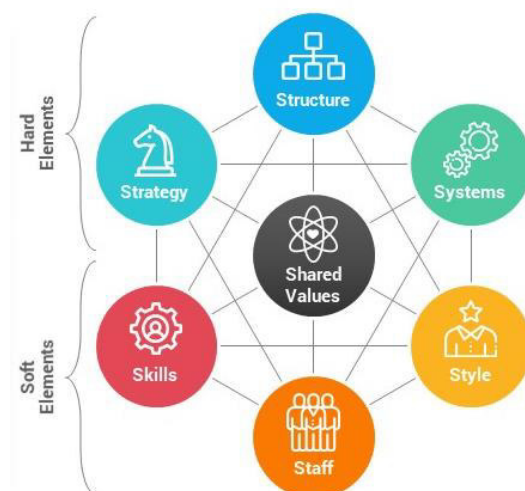 Hard
Elements
Structure
Strategy
Systems
Shared
Values
Soft
Elements
Skills
Style
Staff